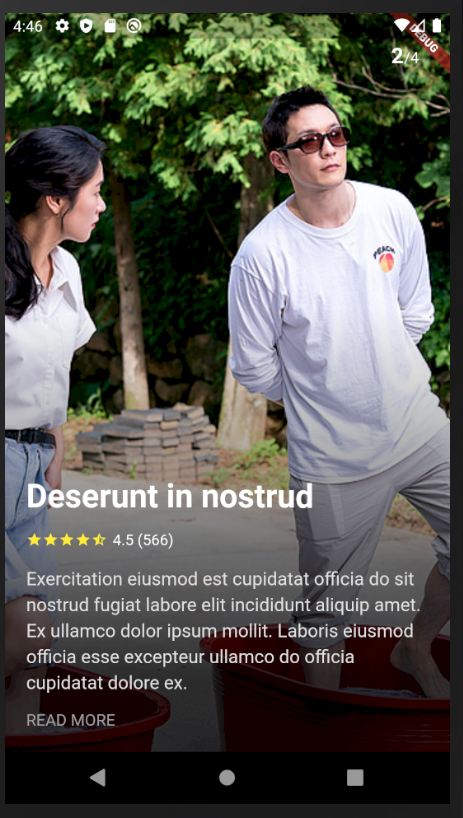 4:46
DEBUG
2/4
PEACH
Deserunt in nostrud
4.5 (566)
Exercitation eiusmod est cupidatat officia do sit
nostrud fugiat labore elit incididunt aliquip amet.
Ex ullamco dolor ipsum mollit. Laboris eiusmod
officia esse excepteur ullamco do officia
cupidatat dolore ex.
READ MORE